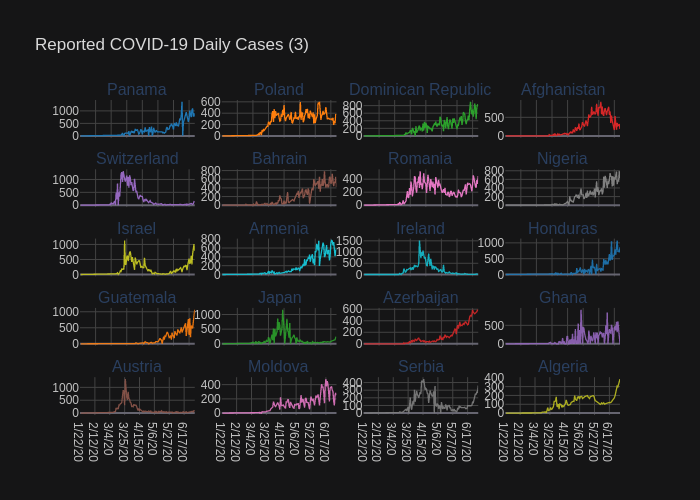 Reported COVID-19 Daily Cases (3)
Panama Poland Dominican Republic Afghanistan
1000 600 800 500
500 400 600 0
0 200 400
0 200
0
Switzerland Bahrain Romania Nigeria
1000 800 400 800
500 600 200 600
0 400 0 400
200 200
0 0
Israel Armenia Ireland Honduras
1000 800 1500 1000
500 600 1000 500
0 400 500 0
200 0
0
Guatemala Japan Azerbaijan Ghana
1000 1000 600 500
500 500 400 0
0 0 200
0
Austria Moldova Serbia Algeria
1000 400 400 400
500 200 300 300
0 0 200 200
100 100
0 0
1/22/20 2/12/20 3/4/20 3/25/20 4/15/20 5/6/20 5/27/20 6/17/20
1/22/20 2/12/20 3/4/20 3/25/20 4/15/20 5/6/20 5/27/20 6/17/20
1/22/20 2/12/20 3/4/20 3/25/20 4/15/20 5/6/20 5/27/20 6/17/20
1/22/20 2/12/20 3/4/20 3/25/20 4/15/20 5/6/20 5/27/20 6/17/20